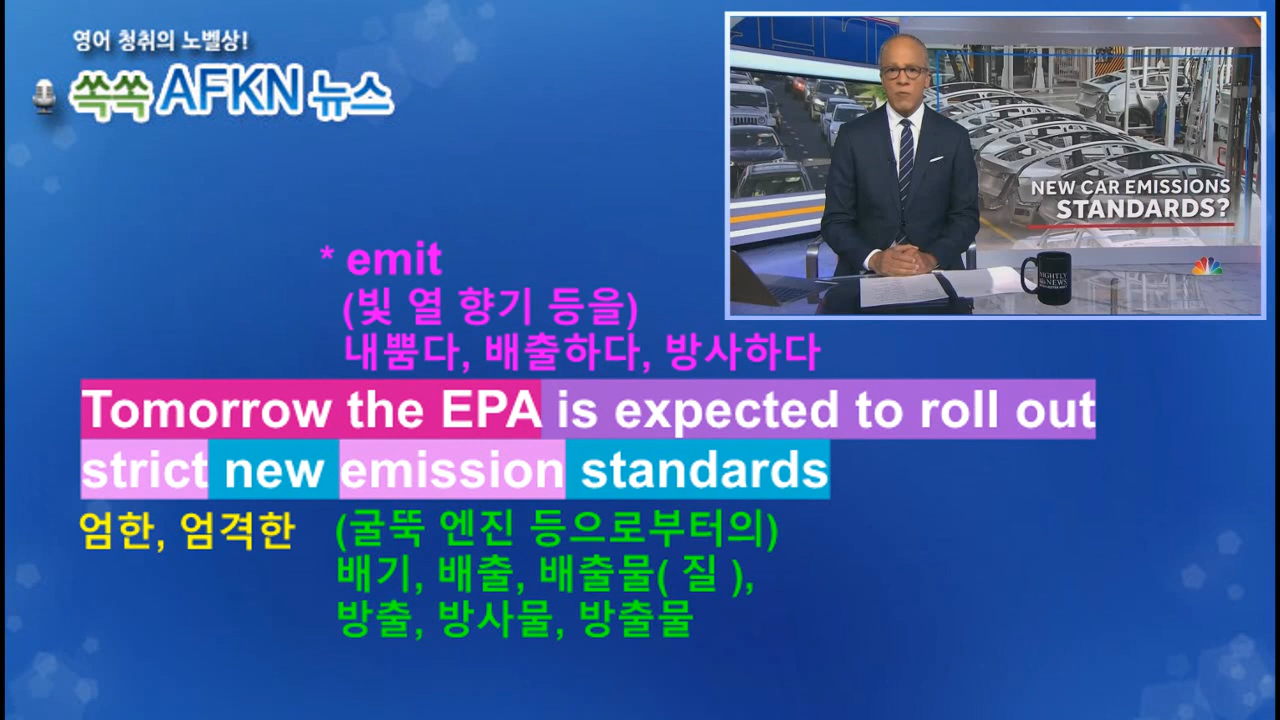 영어 청취의 노벨상!
쏙쏙 AFKN 뉴스
NEW CAR EMISSIONS
STANDARDS?
NIGHTLY
NEWS
* emit
(빛 열 향기 등을)
내뿜다, 배출하다, 방사하다
Tomorrow the EPA is expected to roll out
strict new emission standards
엄한, 엄격한
(굴뚝 엔진 등으로부터의)
배기, 배출, 배출물( 질 ),
방출, 방사물, 방출물